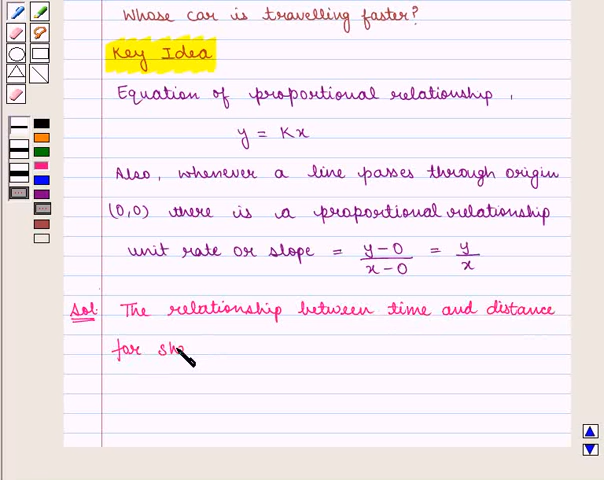 Whose car is travelling faster?
Key Idea
Equation of proportional relationship,
y = Kx
Also, whenever a line passes through origin
(0,0) there is a proportional relationship
unit rate or slope = y-0/x-0 = y/x
Sol: The relationship between time and distance
for sh